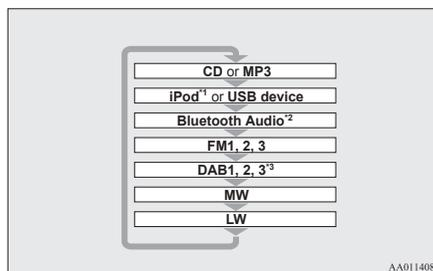 CD or MP3
iPod*1 or USB device
Bluetooth Audio*2
FM1, 2, 3
DAB1, 2, 3*3
MW
LW
AA011408